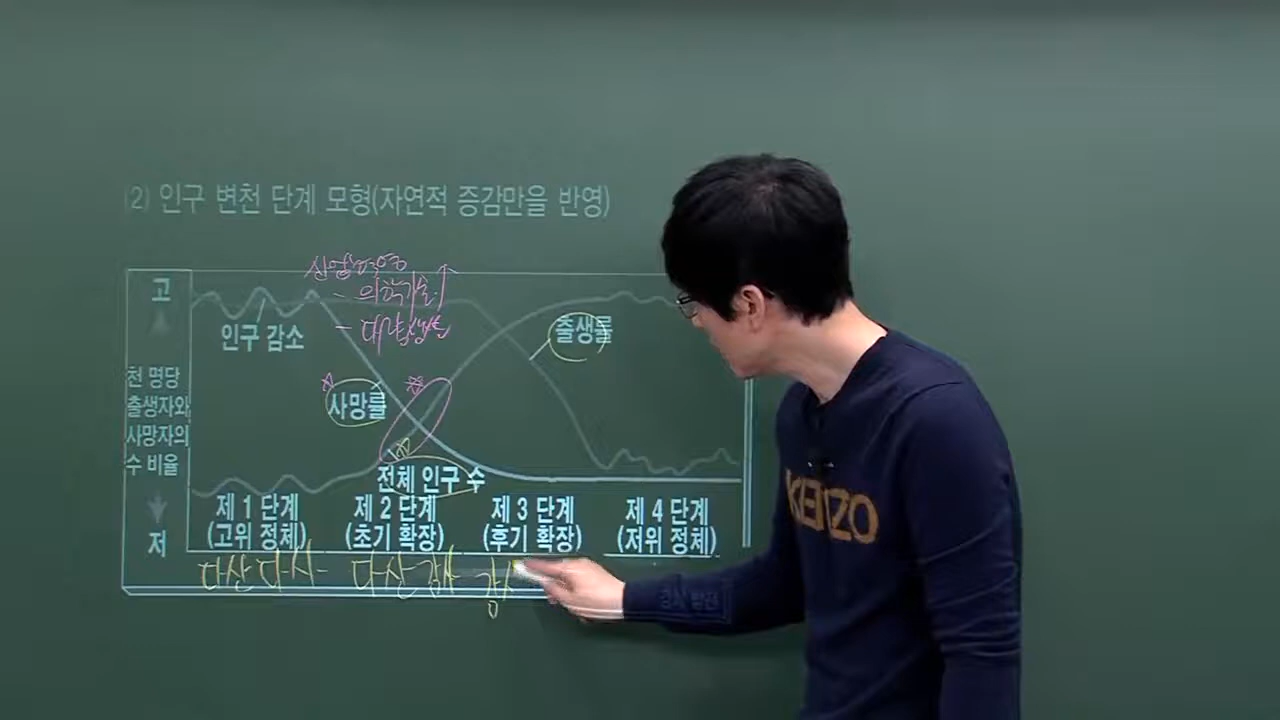 2) 인구 변천 단계 모형(자연적 증감만을 반영)
산업혁명
- 의학기술↑
- 대량생산
고
인구 감소
출생률
천 명당
출생자와
사망자의
수 비율
사망률
전체 인구 수
저
제 1 단계
(고위 정체)
제 2 단계
(초기 확장)
제 3 단계
(후기 확장)
제 4 단계
(저위 정체)
다산다사 - 다산감사
경제 발전
KENZO